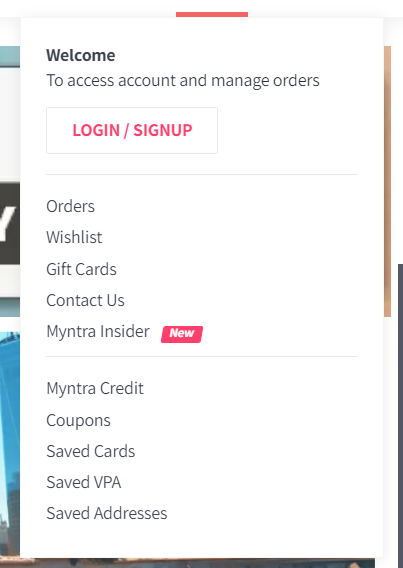 Welcome
To access account and manage orders
LOGIN / SIGNUP
Orders
Wishlist
Gift Cards
Contact Us
Myntra Insider New
Myntra Credit
Coupons
Saved Cards
Saved VPA
Saved Addresses
Y